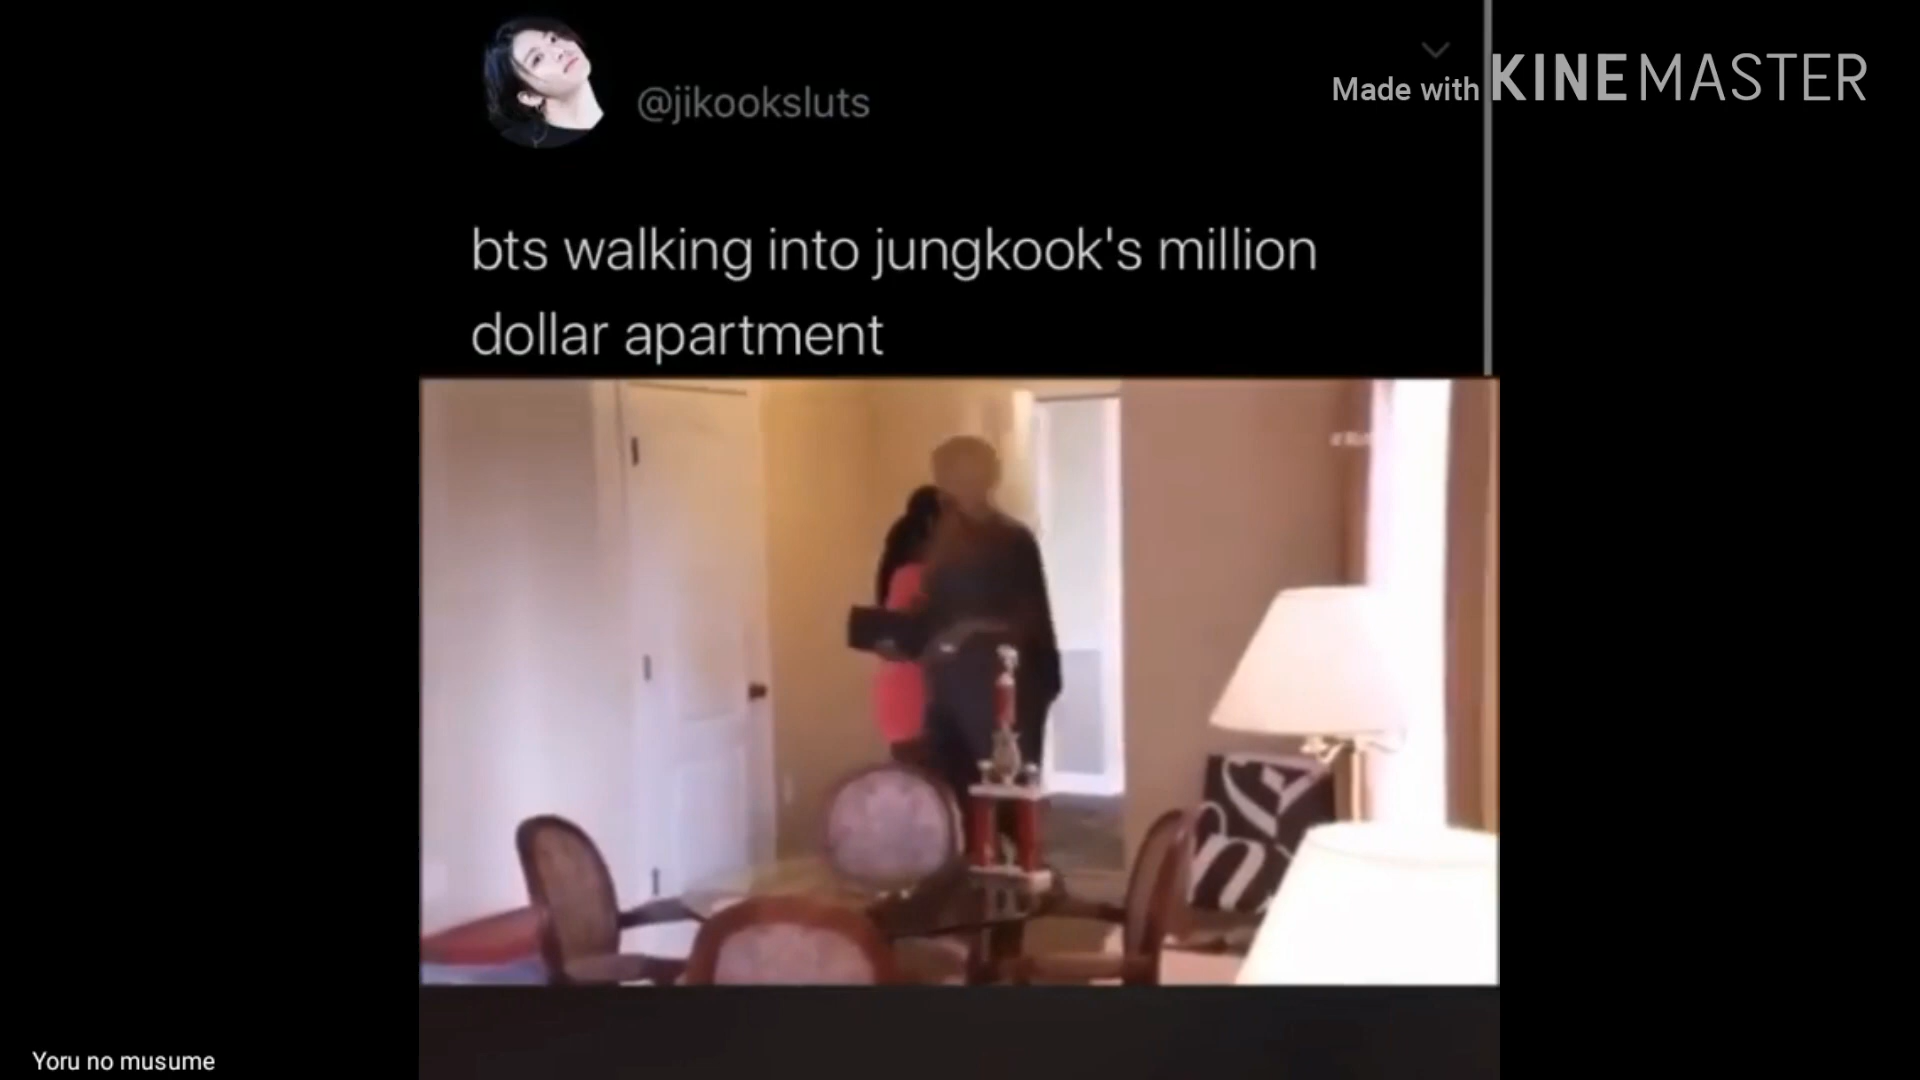 @jikooksluts
Made with KINEMASTER
bts walking into jungkook's million
dollar apartment
Yoru no musume